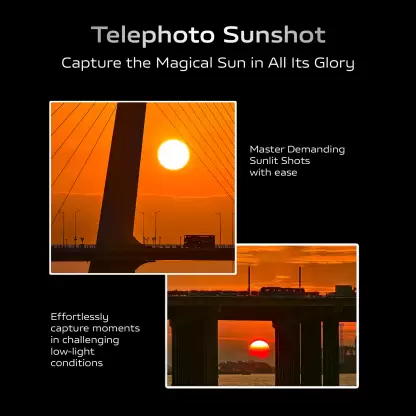 Telephoto Sunshot
Capture the Magical Sun in All Its Glory
Master Demanding
Sunlit Shots
with ease
Effortlessly
capture moments
in challenging
low-light
conditions